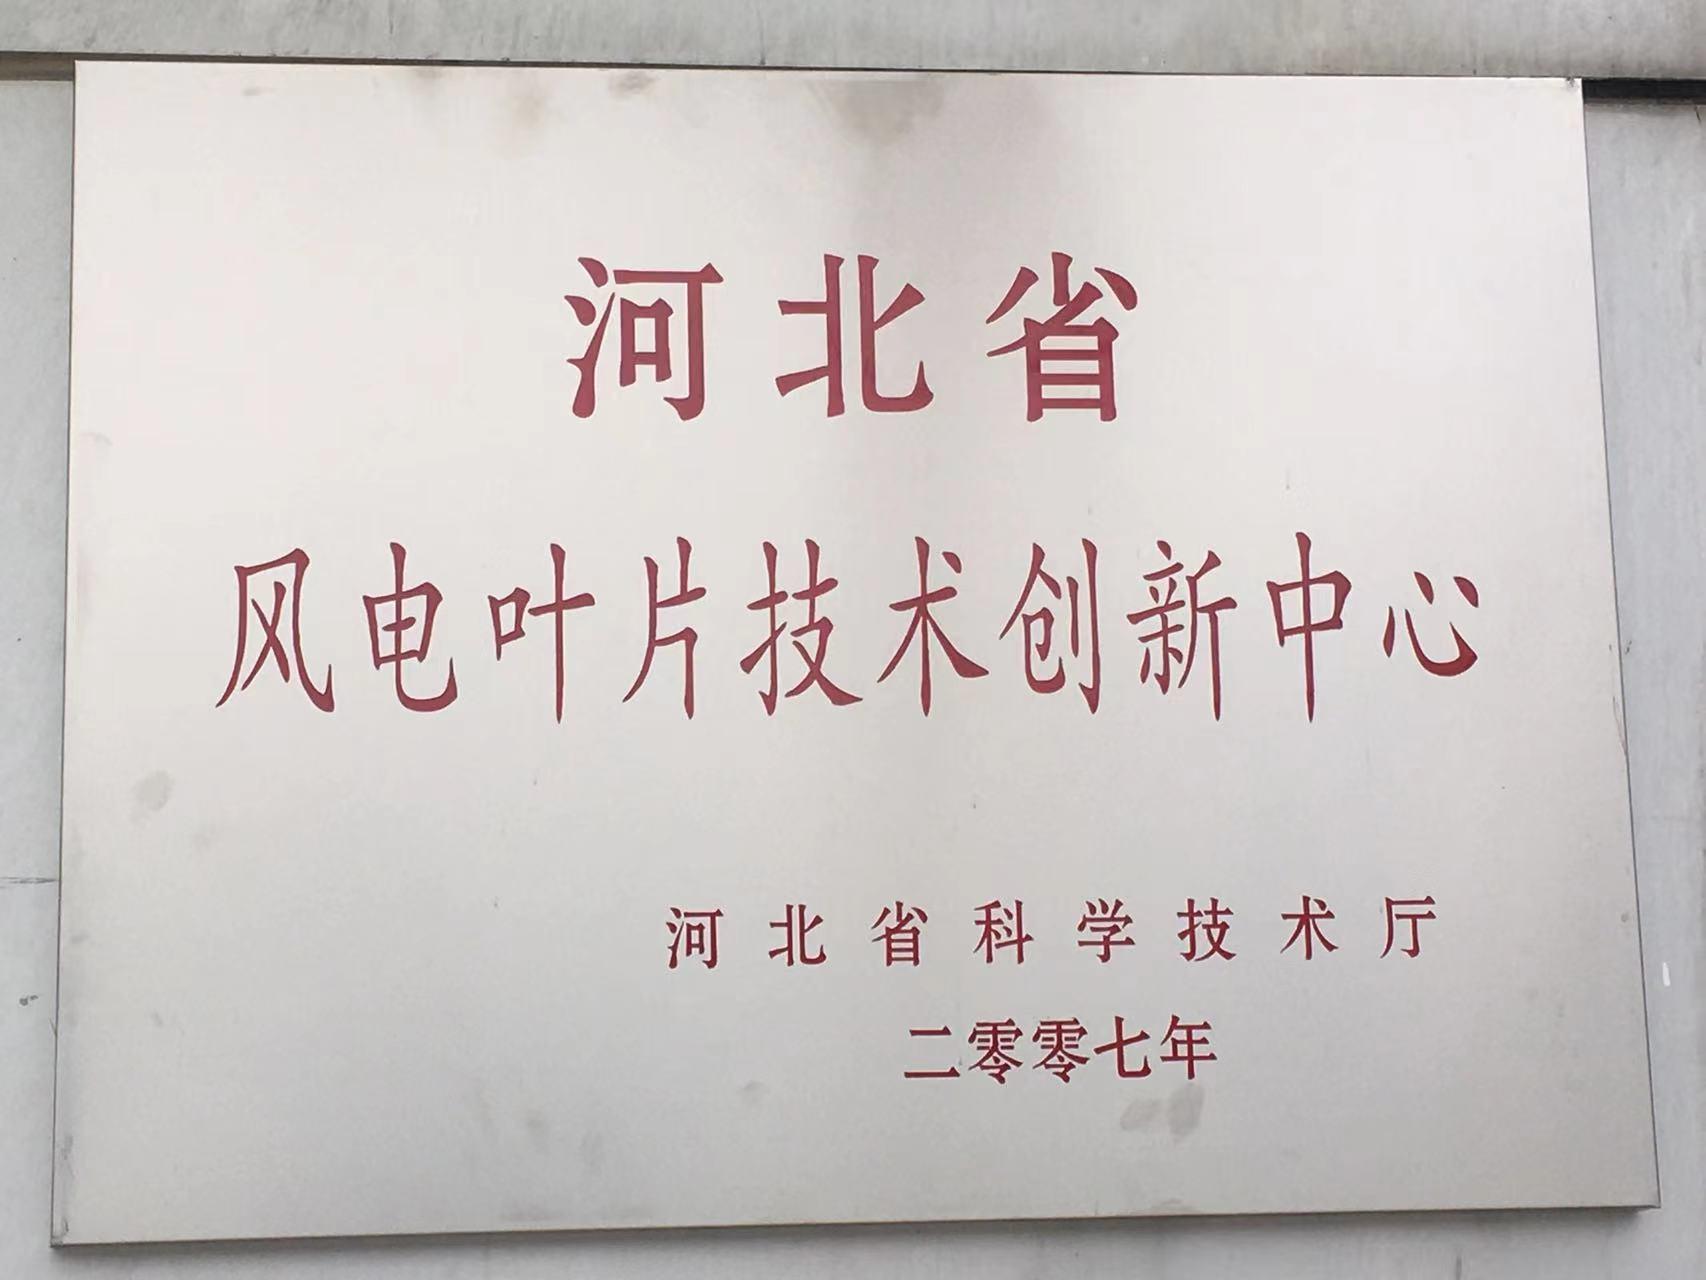 河北省
风电叶片技术创新中心
河北省科学技术厅
二零零七年